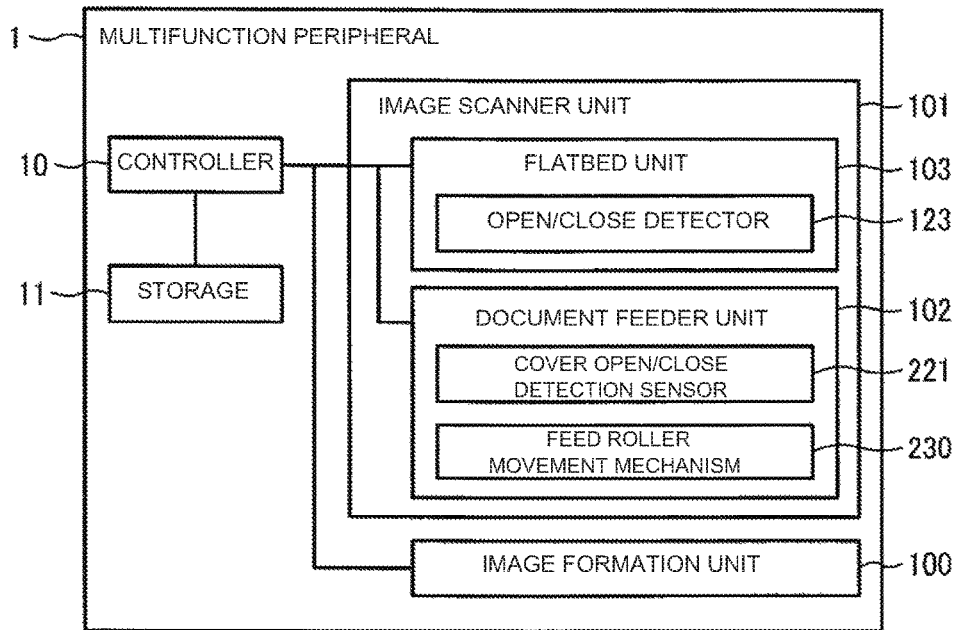 1
MULTIFUNCTION PERIPHERAL
IMAGE SCANNER UNIT
101
10
CONTROLLER
FLATBED UNIT
103
OPEN/CLOSE DETECTOR
123
11
STORAGE
DOCUMENT FEEDER UNIT
102
COVER OPEN/CLOSE
DETECTION SENSOR
221
FEED ROLLER
MOVEMENT MECHANISM
230
IMAGE FORMATION UNIT
100